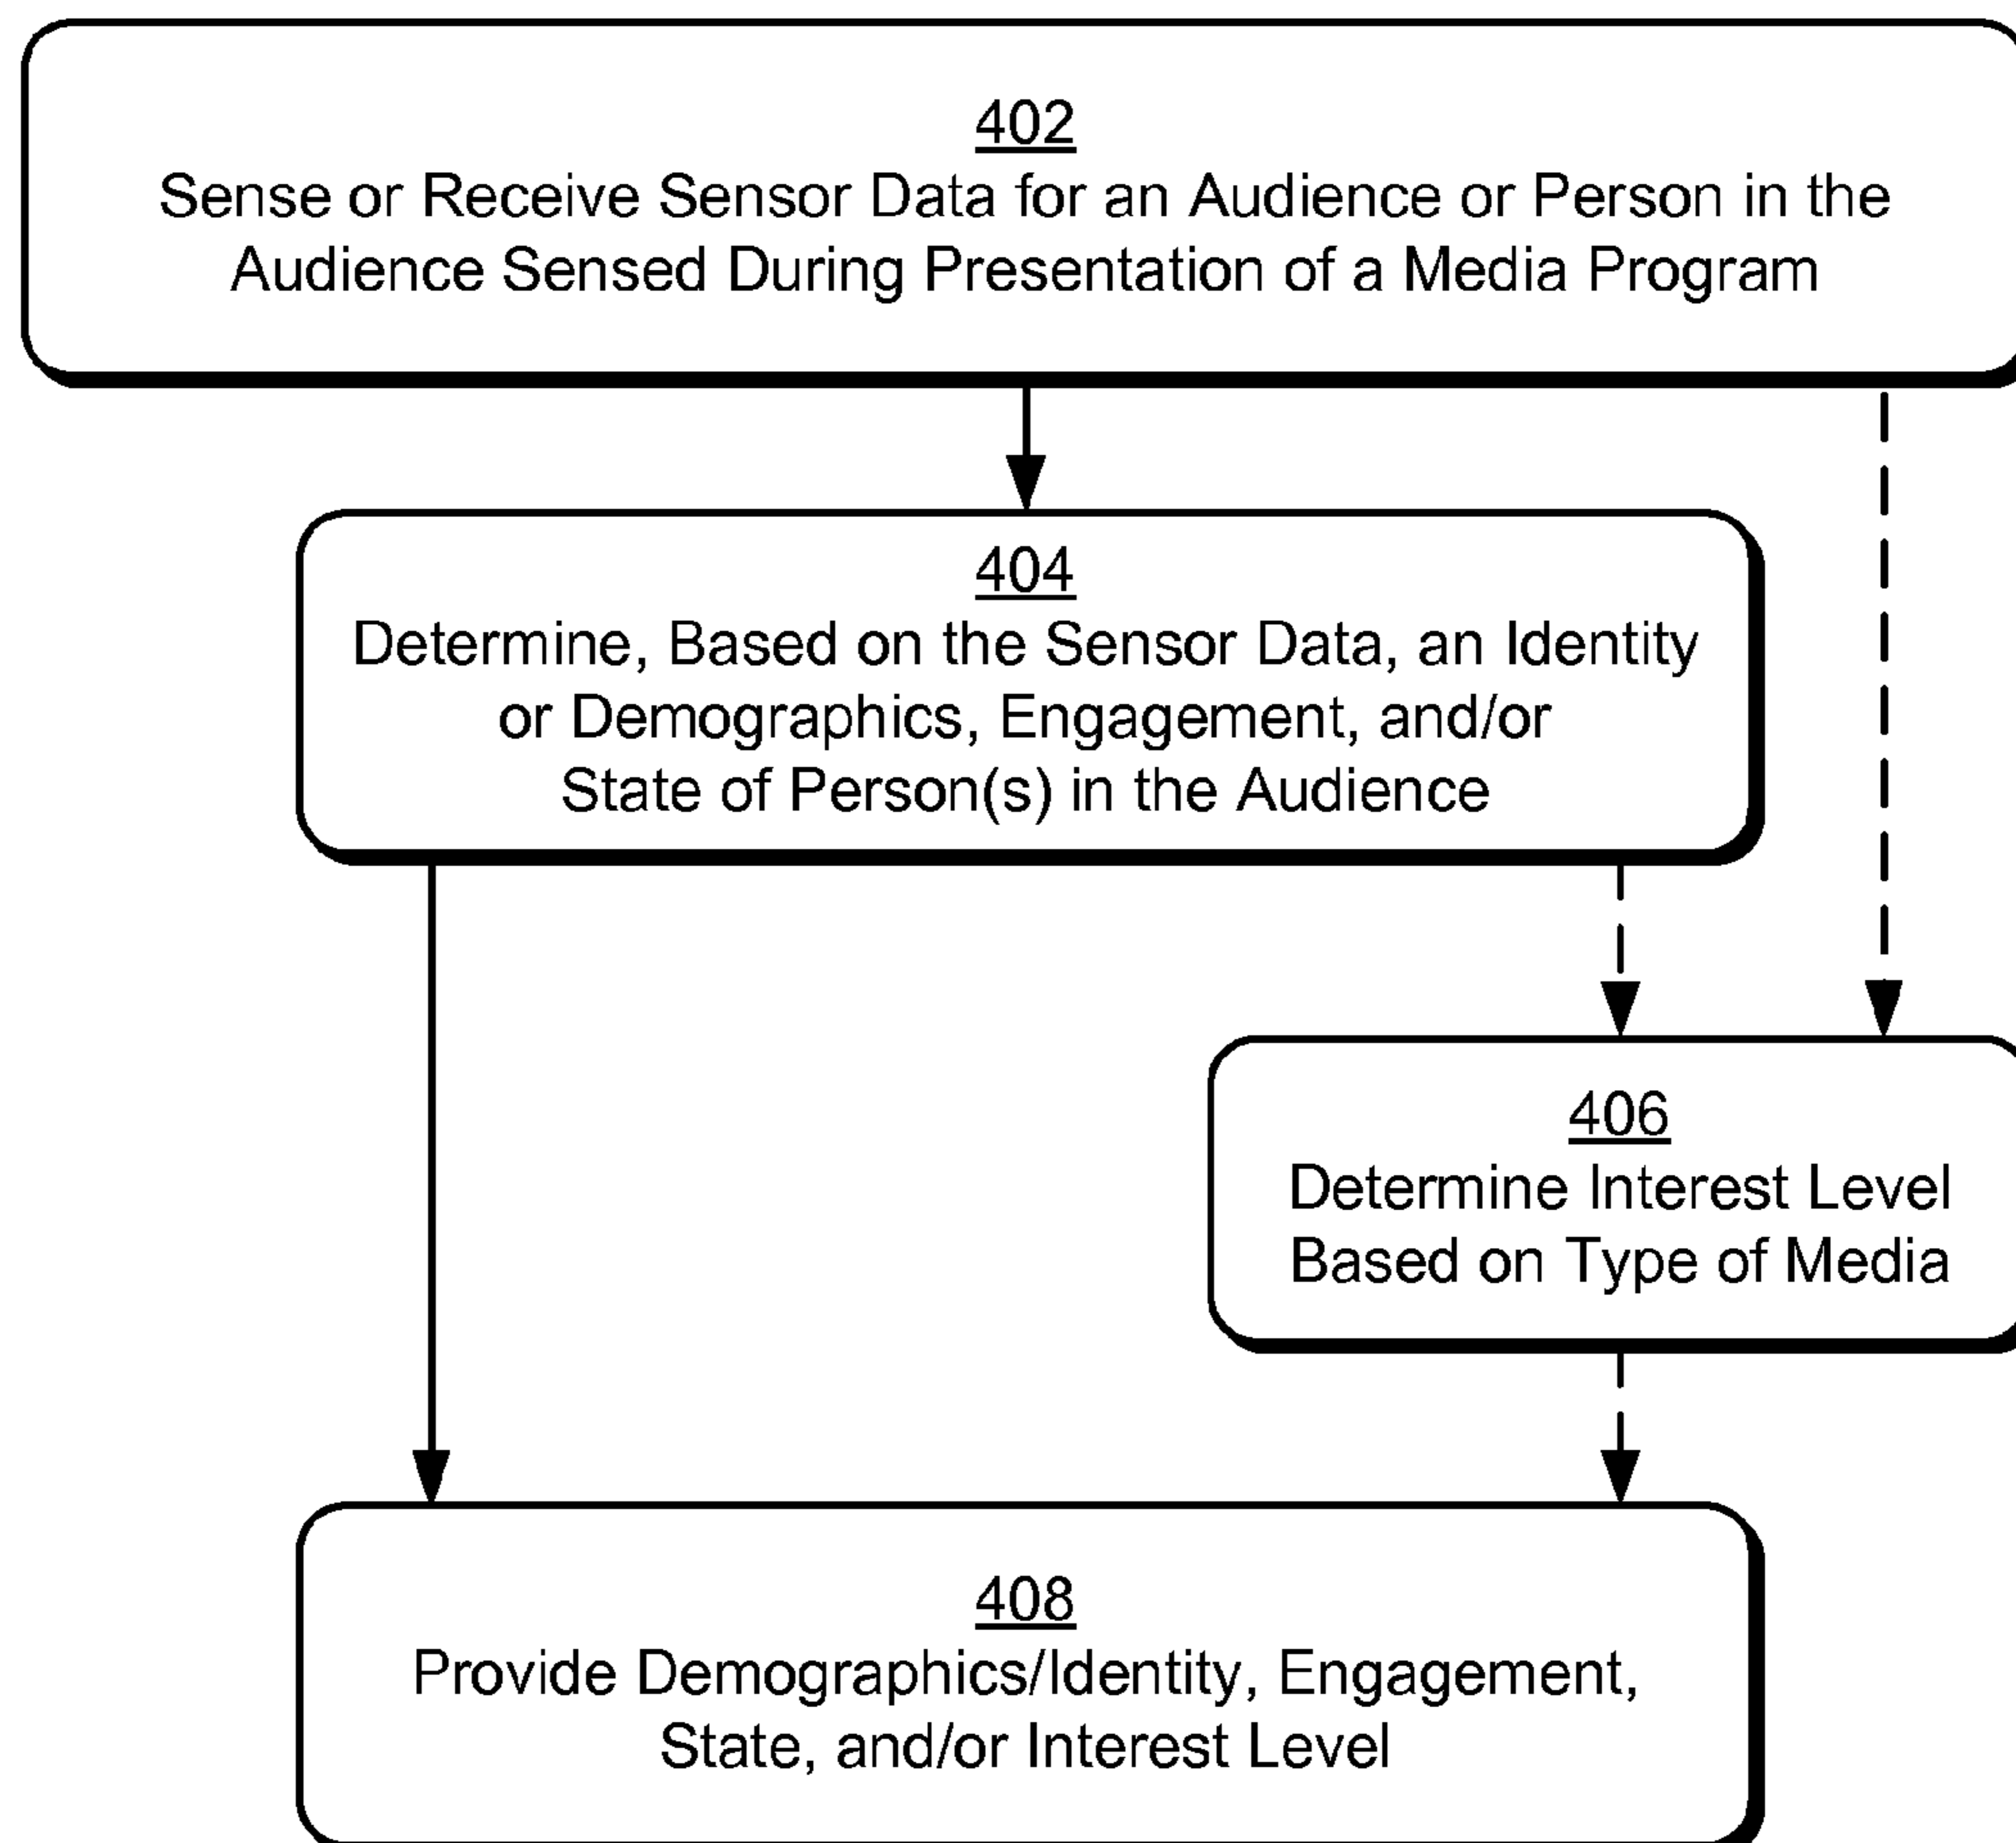 402
Sense or Receive Sensor Data for an Audience or Person in the
Audience Sensed During Presentation of a Media Program
404
Determine, Based on the Sensor Data, an Identity
or Demographics, Engagement, and/or
State of Person(s) in the Audience
406
Determine Interest Level
Based on Type of Media
408
Provide Demographics/Identity, Engagement,
State, and/or Interest Level